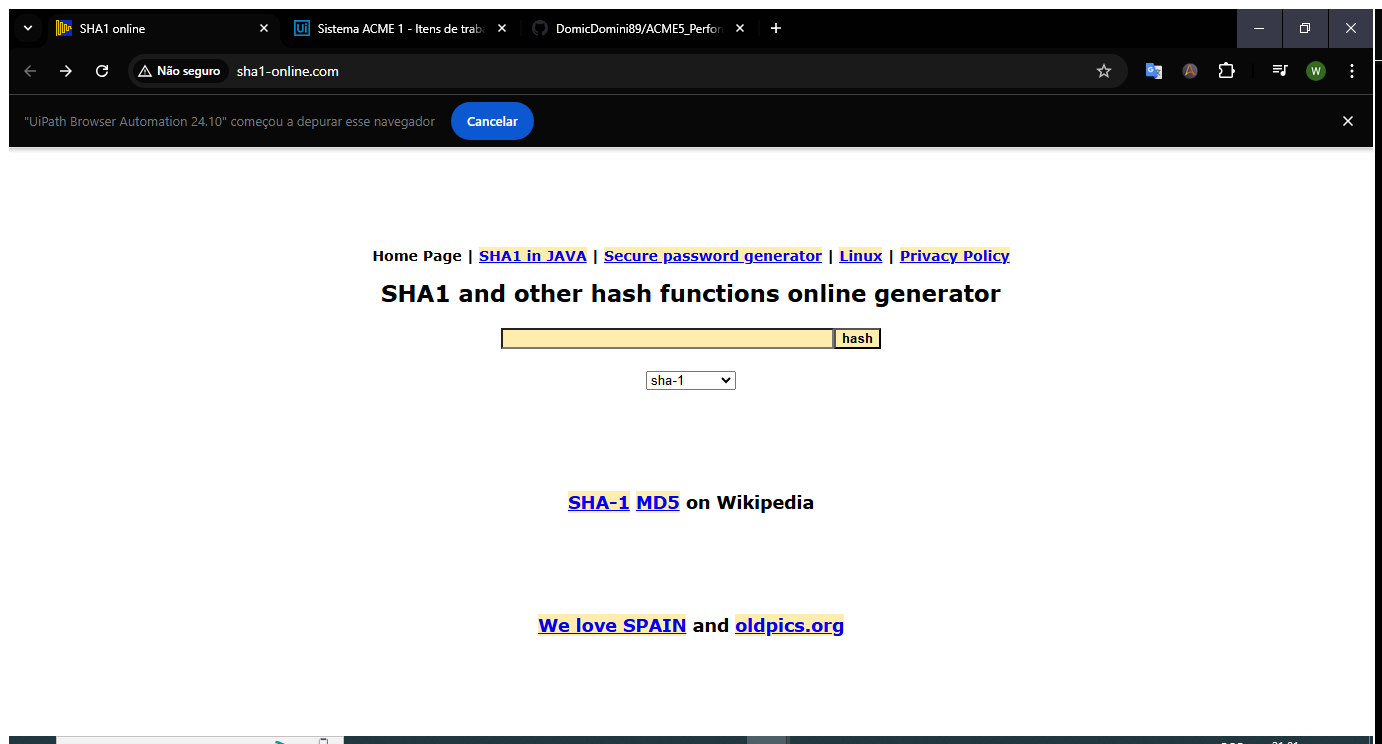 SHA1 online
Sistema ACME 1 - Itens de trab
DomicDomini89/ACME5_Perfor
Não seguro
sha1-online.com
W
"UiPath Browser Automation 24.10" começou a depurar esse navegador
Cancelar
Home Page | SHA1 in JAVA | Secure password generator | Linux | Privacy Policy
SHA1 and other hash functions online generator
hash
sha-1
SHA-1 MD5 on Wikipedia
We love SPAIN and oldpics.org